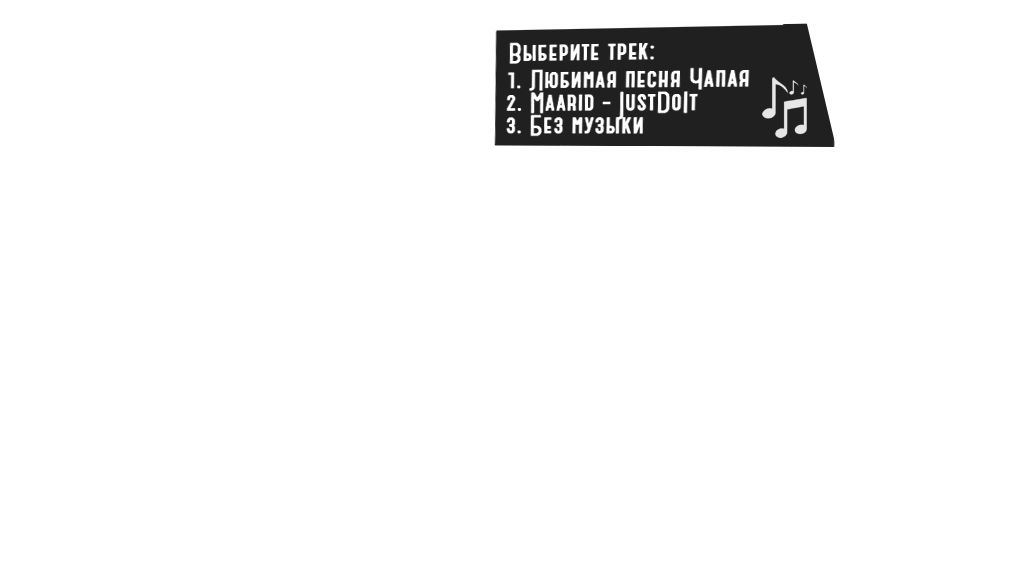 Выберите трек:
1. Любимая песня Чапая
2. Maarid - JustDoIt
3. Без музыки